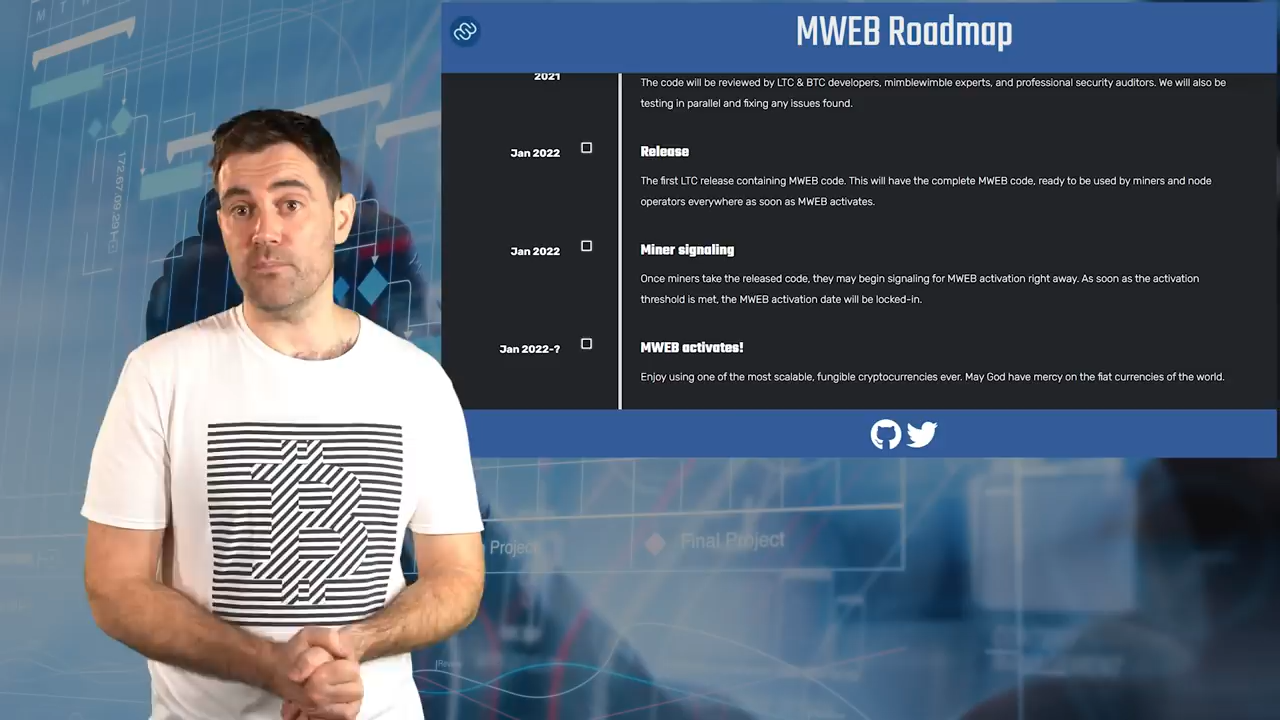 M T W
172.67.09.29
MWEB Roadmap
2021
The code will be reviewed by LTC & BTC developers, mimblewimble experts, and professional security auditors. We will also be
testing in parallel and fixing any issues found.
Jan 2022
Release
The first LTC release containing MWEB code. This will have the complete MWEB code, ready to be used by miners and node
operators everywhere as soon as MWEB activates.
Jan 2022
Miner signaling
Once miners take the released code, they may begin signaling for MWEB activation right away. As soon as the activation
threshold is met, the MWEB activation date will be locked-in.
Jan 2022-?
MWEB activates!
Enjoy using one of the most scalable, fungible cryptocurrencies ever. May God have mercy on the fiat currencies of the world.
Project
Final Project